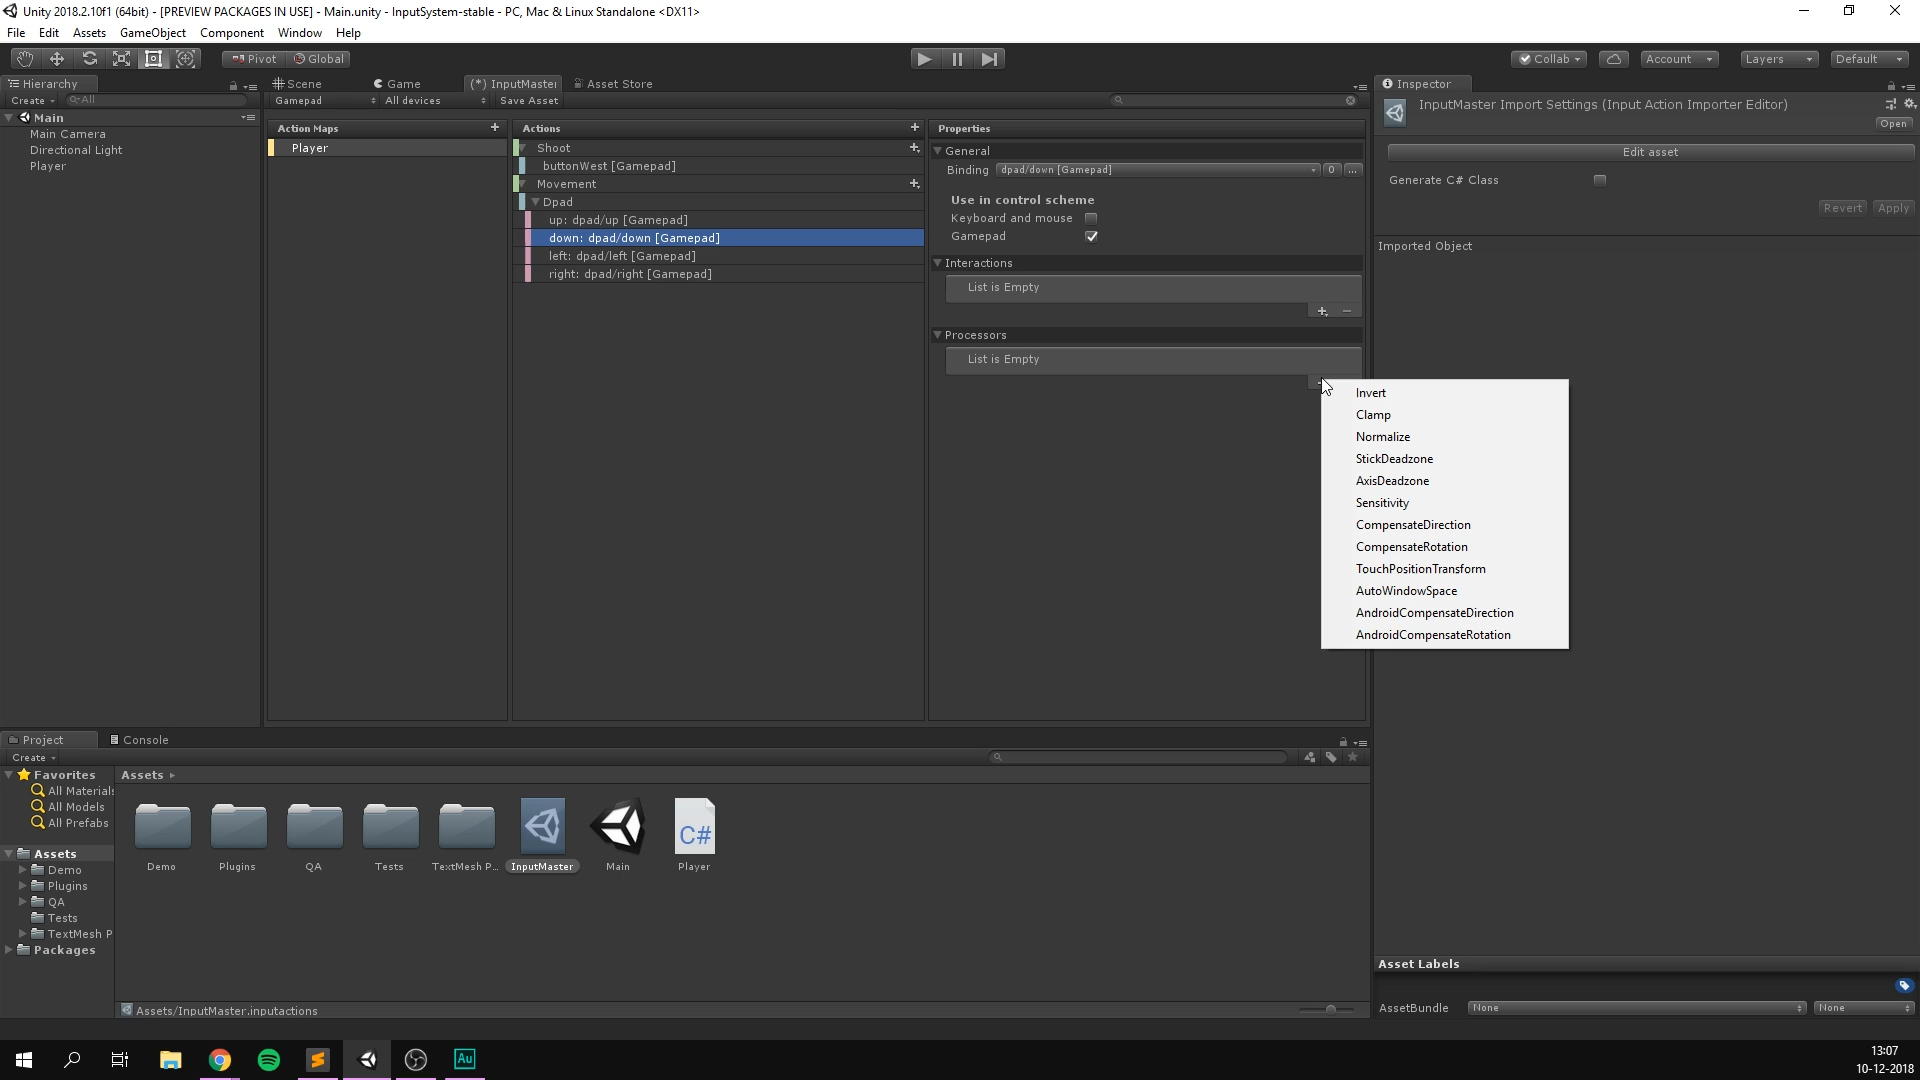 Unity 2018.2.10f1 (64bit) - [PREVIEW PACKAGES IN USE] - Main.unity - InputSystem-stable - PC, Mac & Linux Standalone <DX11>
File Edit Assets GameObject Component Window Help
Pivot Global Collab Account Layers Default
Hierarchy
Create All
Main
Main Camera
Directional Light
Player
Scene Game (*) InputMaster Asset Store
Gamepad All devices Save Asset
Action Maps
Player
Actions
Shoot
buttonWest [Gamepad]
Movement
Dpad
up: dpad/up [Gamepad]
down: dpad/down [Gamepad]
left: dpad/left [Gamepad]
right: dpad/right [Gamepad]
Properties
General
Binding dpad/down [Gamepad] 0 ...
Use in control scheme
Keyboard and mouse
Gamepad
Interactions
List is Empty
Processors
List is Empty
Invert
Clamp
Normalize
StickDeadzone
AxisDeadzone
Sensitivity
CompensateDirection
CompensateRotation
TouchPositionTransform
AutoWindowSpace
AndroidCompensateDirection
AndroidCompensateRotation
Inspector
InputMaster Import Settings (Input Action Importer Editor)
Open
Edit asset
Generate C# Class
Revert Apply
Imported Object
Asset Labels
AssetBundle None None
Project Console
Create
Favorites
All Materials
All Models
All Prefabs
Assets
Demo
Plugins
QA
Tests
TextMesh P
Packages
Assets
C#
Demo Plugins QA Tests TextMesh P... InputMaster Main Player
Assets/InputMaster.inputactions
Au
13:07
10-12-2018